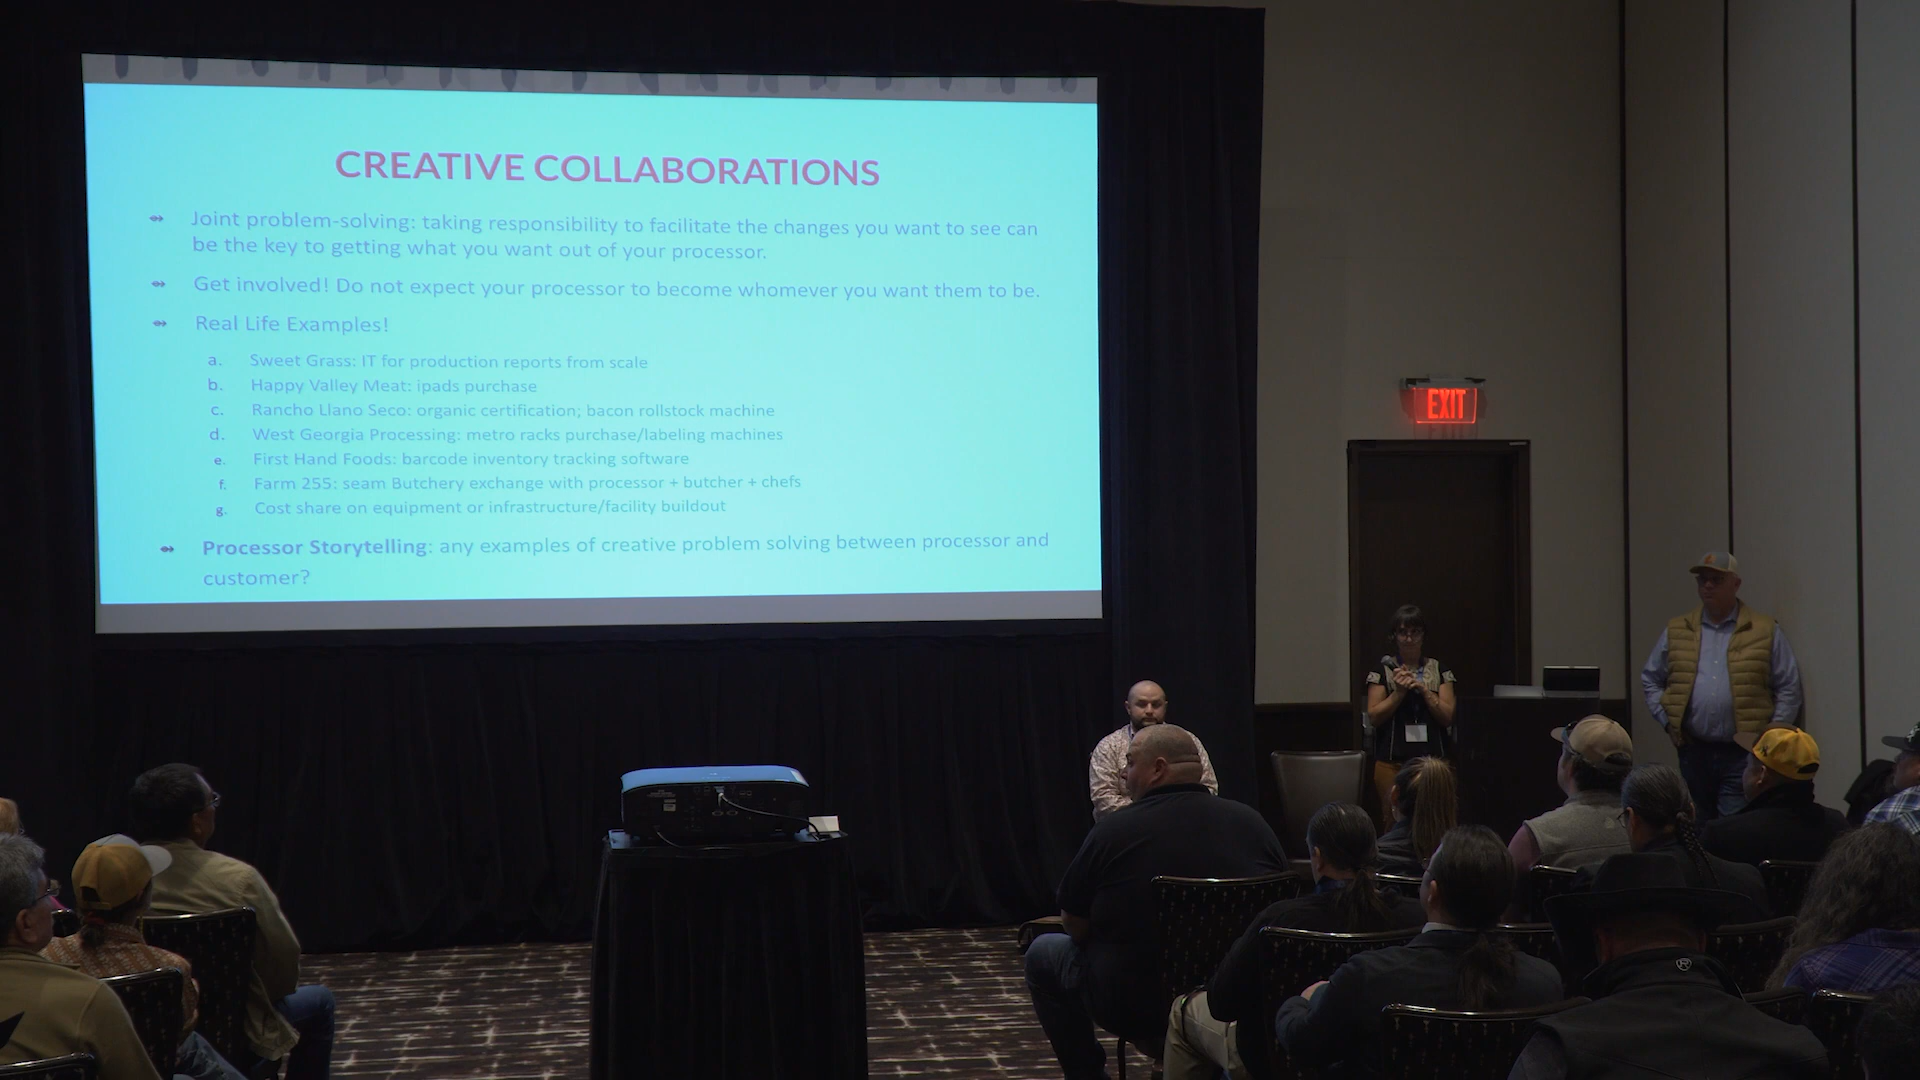 CREATIVE COLLABORATIONS
Joint problem-solving: taking responsibility to facilitate the changes you want to see can
be the key to getting what you want out of your processor.
Get involved! Do not expect your processor to become whomever you want them to be.
Real Life Examples!
a. Sweet Grass: IT for production reports from scale
b. Happy Valley Meat: ipads purchase
c. Rancho Llano Seco: organic certification; bacon rollstock machine
d. West Georgia Processing: metro racks purchase/labeling machines
e. First Hand Foods: barcode inventory tracking software
f. Farm 255: seam Butchery exchange with processor + butcher + chefs
g. Cost share on equipment or infrastructure/facility buildout
Processor Storytelling: any examples of creative problem solving between processor and
customer?
EXIT